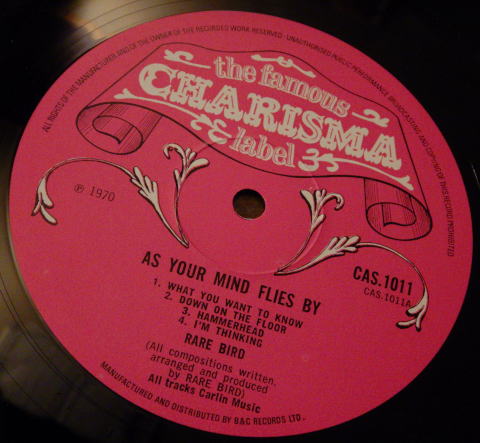 ALL RIGHTS OF THE MANUFACTURER AND OF THE OWNER OF THE RECORDED WORK RESERVED · UNAUTHORISED PUBLIC PERFORMANCE, BROADCASTING AND COPYING OF THIS RECORD PROHIBITED
the famous
CHARISMA
label
℗ 1970
CAS.1011
CAS.1011A
AS YOUR MIND FLIES BY
1. WHAT YOU WANT TO KNOW
2. DOWN ON THE FLOOR
3. HAMMERHEAD
4. I'M THINKING
RARE BIRD
(All compositions written,
arranged and produced
by RARE BIRD)
All tracks Carlin Music
MANUFACTURED AND DISTRIBUTED BY B&C RECORDS LTD.